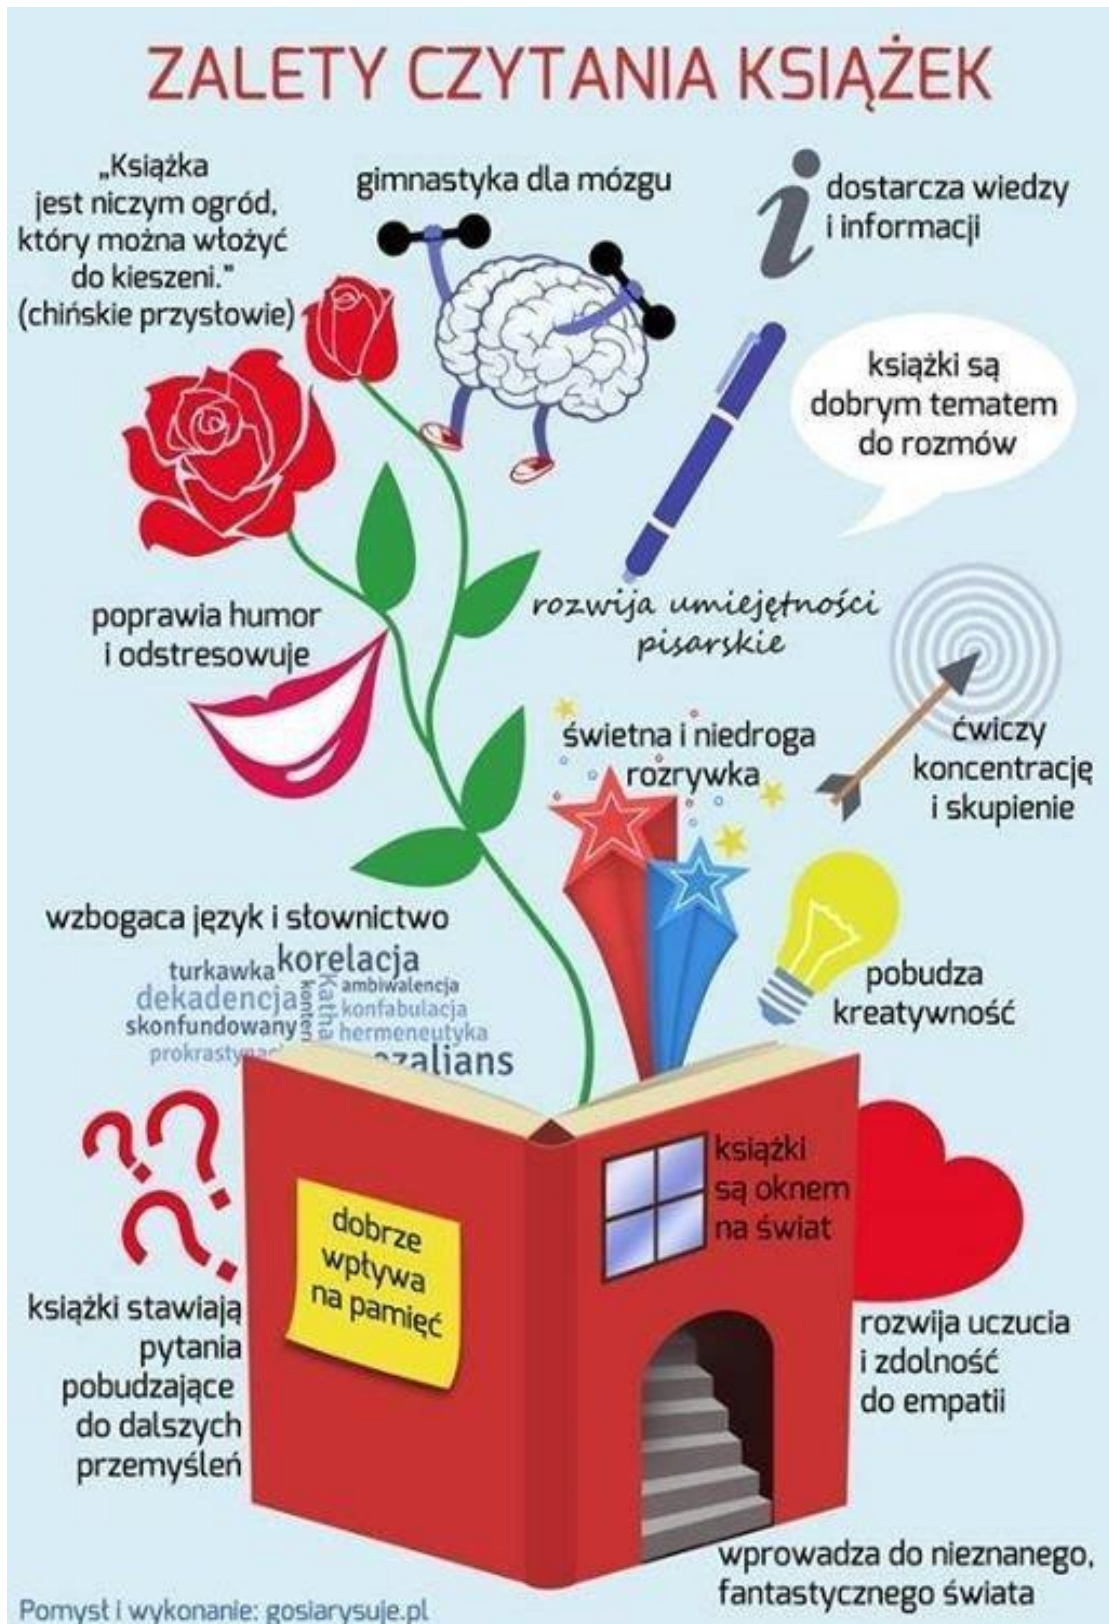 ZALETY CZYTANIA KSIĄŻEK
„Książka
jest niczym ogród,
który można włożyć
do kieszeni.”
(chińskie przysłowie)
gimnastyka dla mózgu
dostarcza wiedzy
i informacji
książki są
dobrym tematem
do rozmów
rozwija umiejętności
pisarskie
poprawia humor
i odstresowuje
świetna i niedroga
rozrywka
ćwiczy
koncentrację
i skupienie
wzbogaca język i słownictwo
turkawka
korelacja
dekadencja
ambiwalencja
konfabulacja
skonfundowany
hermeneutyka
pobudza
kreatywność
książki
są oknem
na świat
dobrze
wpływa
na pamięć
książki stawiają
pytania
pobudzające
do dalszych
przemyśleń
rozwija uczucia
i zdolność
do empatii
wprowadza do nieznanego,
fantastycznego świata
Pomysł i wykonanie: gosiarysuje.pl